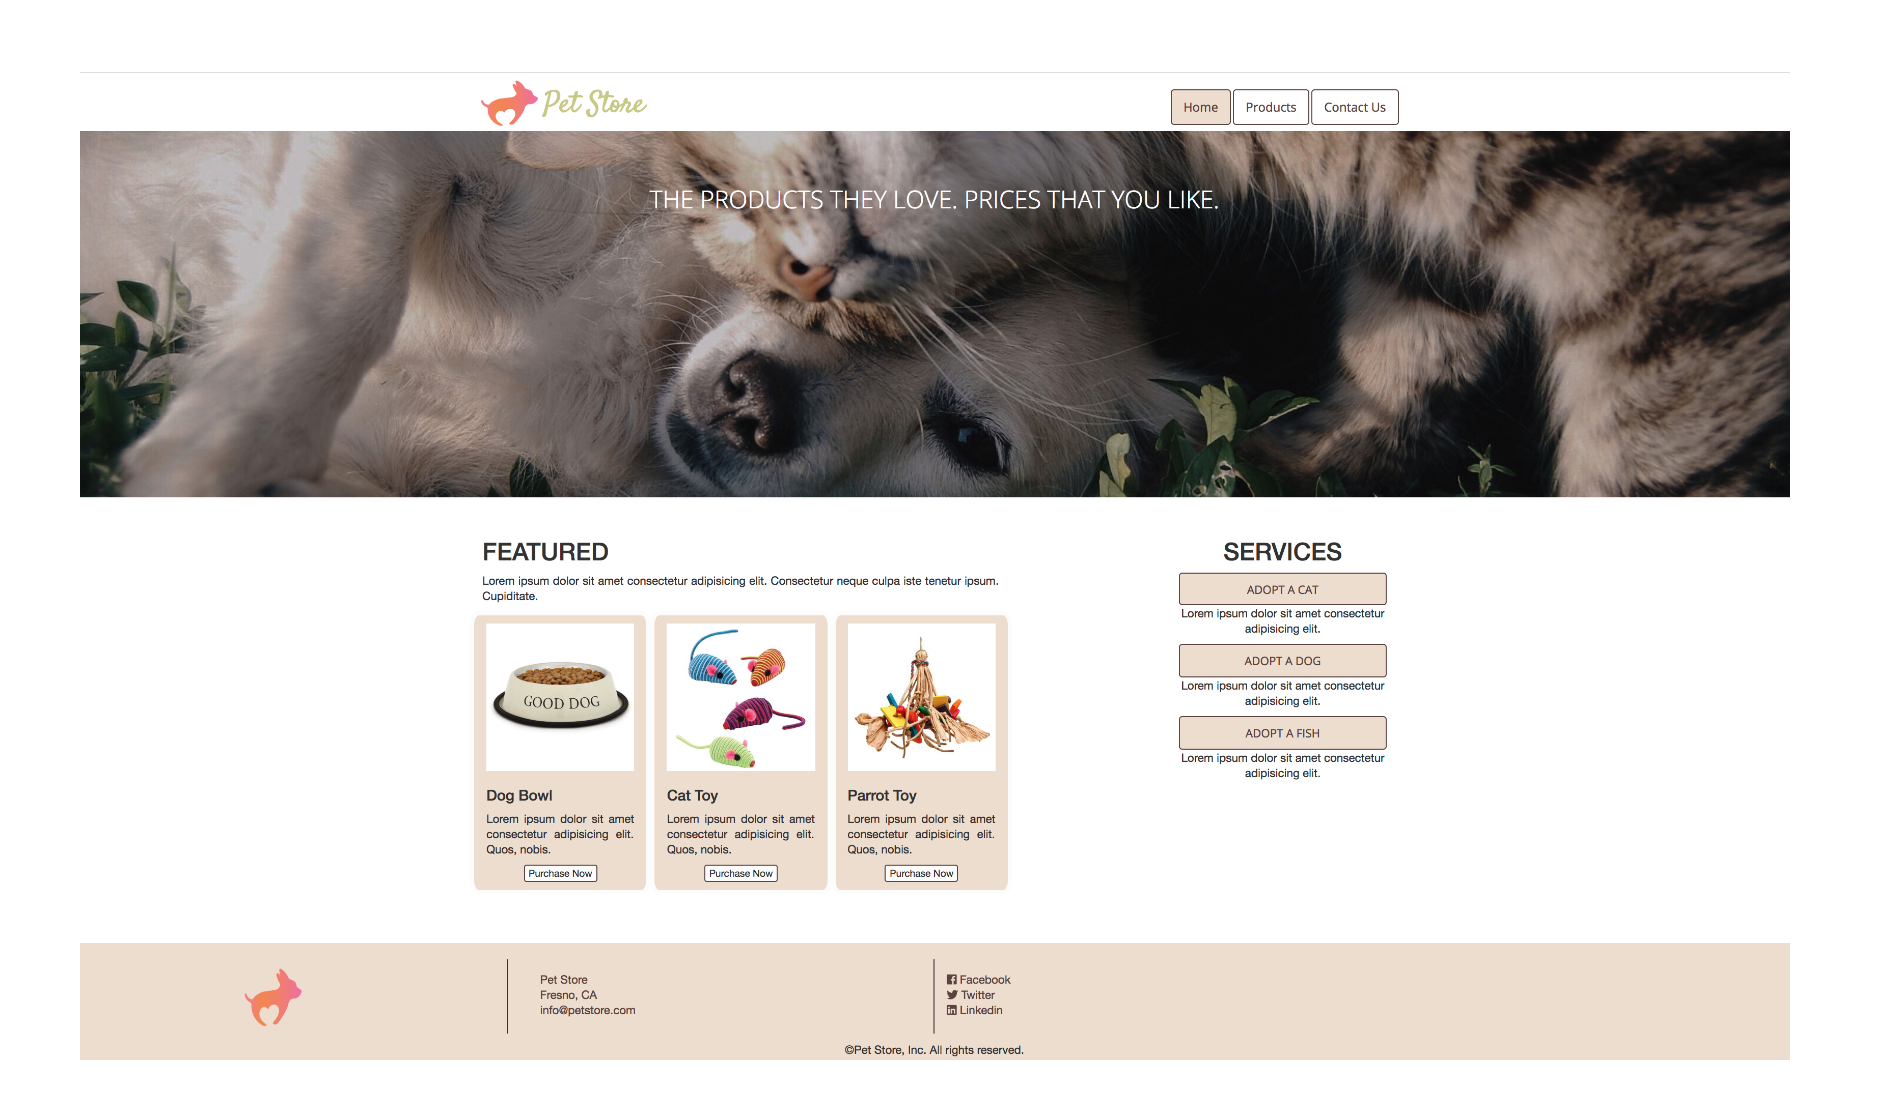 Pet Store
Home
Products
Contact Us
THE PRODUCTS THEY LOVE. PRICES THAT YOU LIKE.
FEATURED
Lorem ipsum dolor sit amet consectetur adipisicing elit. Consectetur neque culpa iste tenetur ipsum.
Cupiditate.
GOOD DOG
Dog Bowl
Lorem ipsum dolor sit amet
consectetur adipisicing elit.
Quos, nobis.
Purchase Now
Cat Toy
Lorem ipsum dolor sit amet
consectetur adipisicing elit.
Quos, nobis.
Purchase Now
Parrot Toy
Lorem ipsum dolor sit amet
consectetur adipisicing elit.
Quos, nobis.
Purchase Now
SERVICES
ADOPT A CAT
Lorem ipsum dolor sit amet consectetur
adipisicing elit.
ADOPT A DOG
Lorem ipsum dolor sit amet consectetur
adipisicing elit.
ADOPT A FISH
Lorem ipsum dolor sit amet consectetur
adipisicing elit.
Pet Store
Fresno, CA
info@petstore.com
Facebook
Twitter
Linkedin
©Pet Store, Inc. All rights reserved.